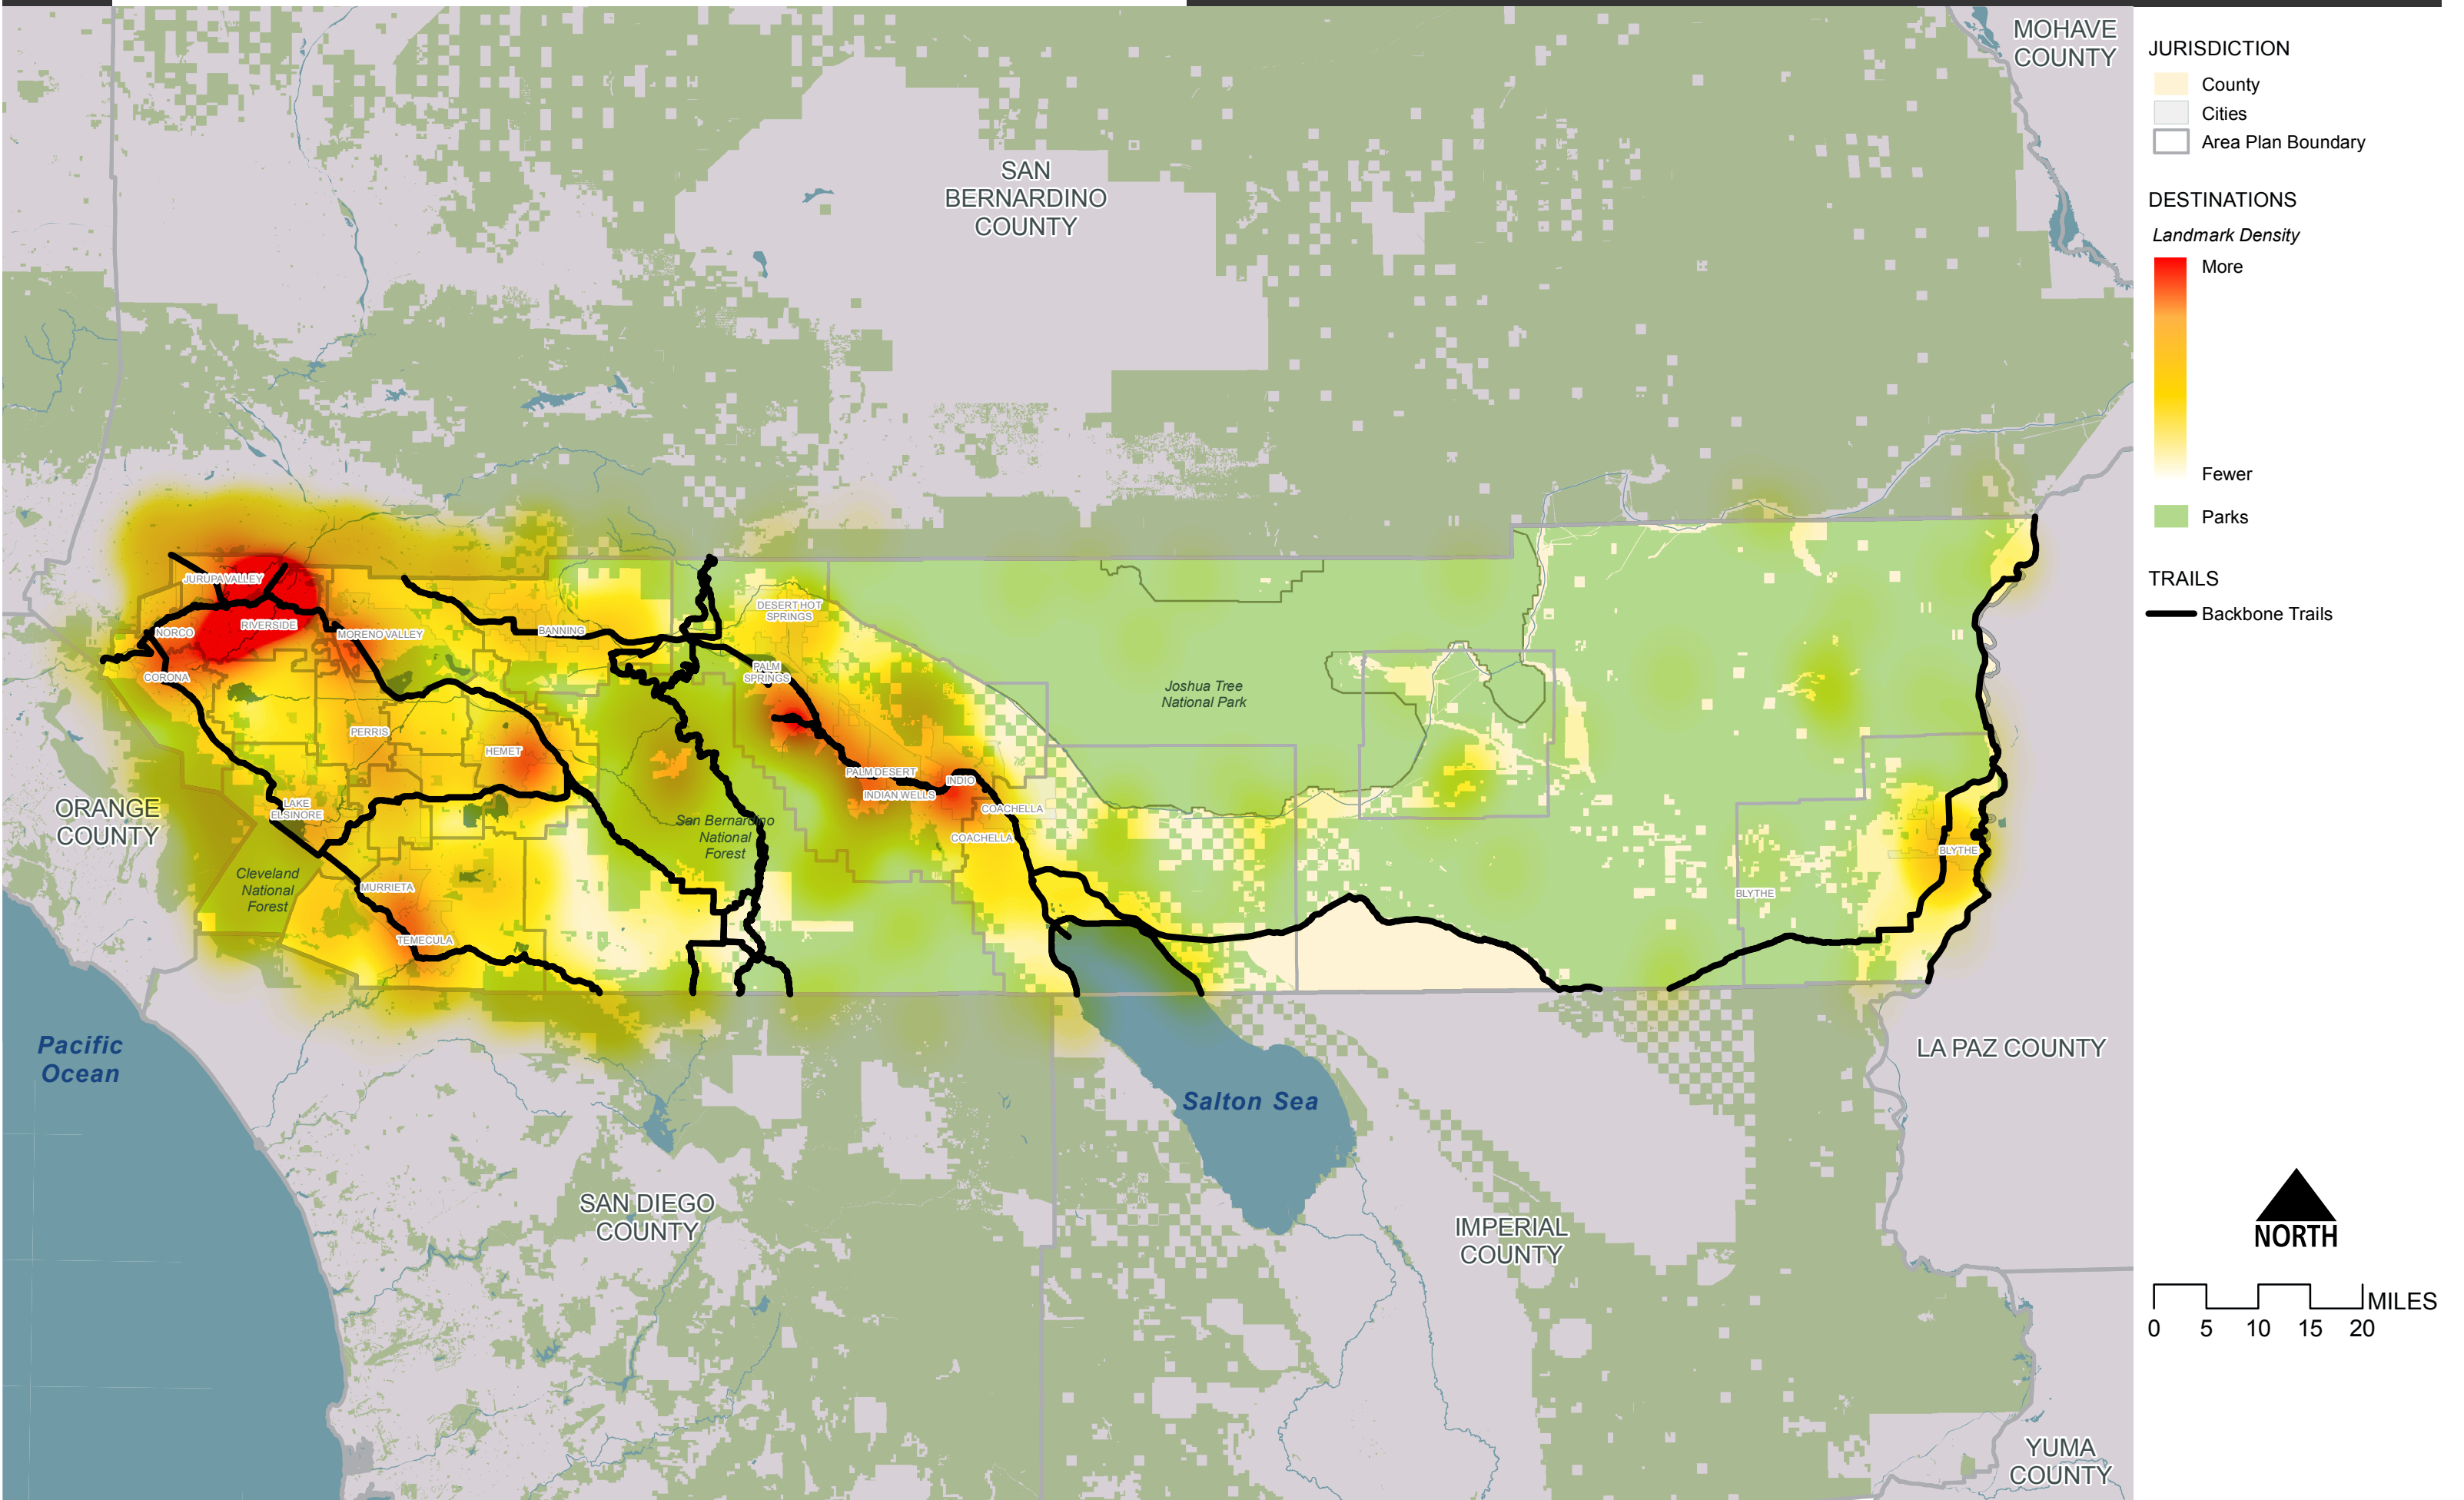 MOHAVE
COUNTY
SAN
BERNARDINO
COUNTY
JURUPA VALLEY
NORCO
RIVERSIDE
MORENO VALLEY
CORONA
BANNING
DESERT HOT
SPRINGS
PALM
SPRINGS
PERRIS
HEMET
PALM DESERT
INDIAN WELLS
INDIO
COACHELLA
COACHELLA
Joshua Tree
National Park
ORANGE
COUNTY
LAKE
ELSINORE
San Bernardino
National
Forest
Cleveland
National
Forest
MURRIETA
TEMECULA
BLYTHE
BLYTHE
Pacific
Ocean
Salton Sea
LA PAZ COUNTY
SAN DIEGO
COUNTY
IMPERIAL
COUNTY
YUMA
COUNTY
JURISDICTION
County
Cities
Area Plan Boundary
DESTINATIONS
Landmark Density
More
Fewer
Parks
TRAILS
Backbone Trails
NORTH
MILES
0 5 10 15 20